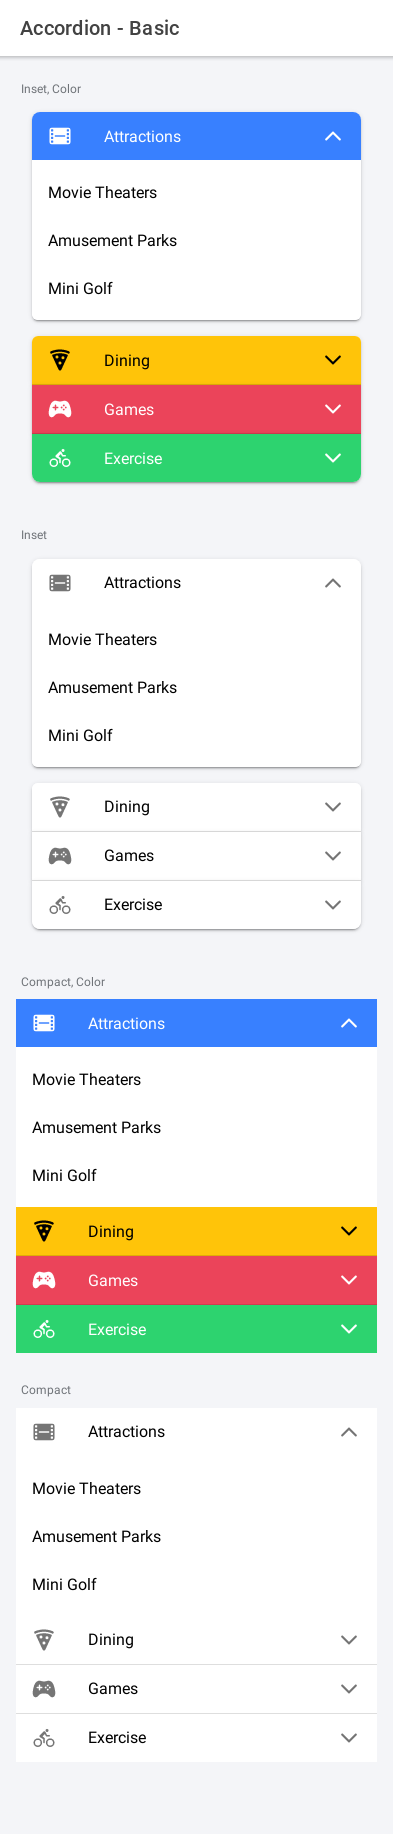 Accordion - Basic
Inset, Color
Attractions
Movie Theaters
Amusement Parks
Mini Golf
Dining
Games
Exercise
Inset
Attractions
Movie Theaters
Amusement Parks
Mini Golf
Dining
Games
Exercise
Compact, Color
Attractions
Movie Theaters
Amusement Parks
Mini Golf
Dining
Games
Exercise
Compact
Attractions
Movie Theaters
Amusement Parks
Mini Golf
Dining
Games
Exercise